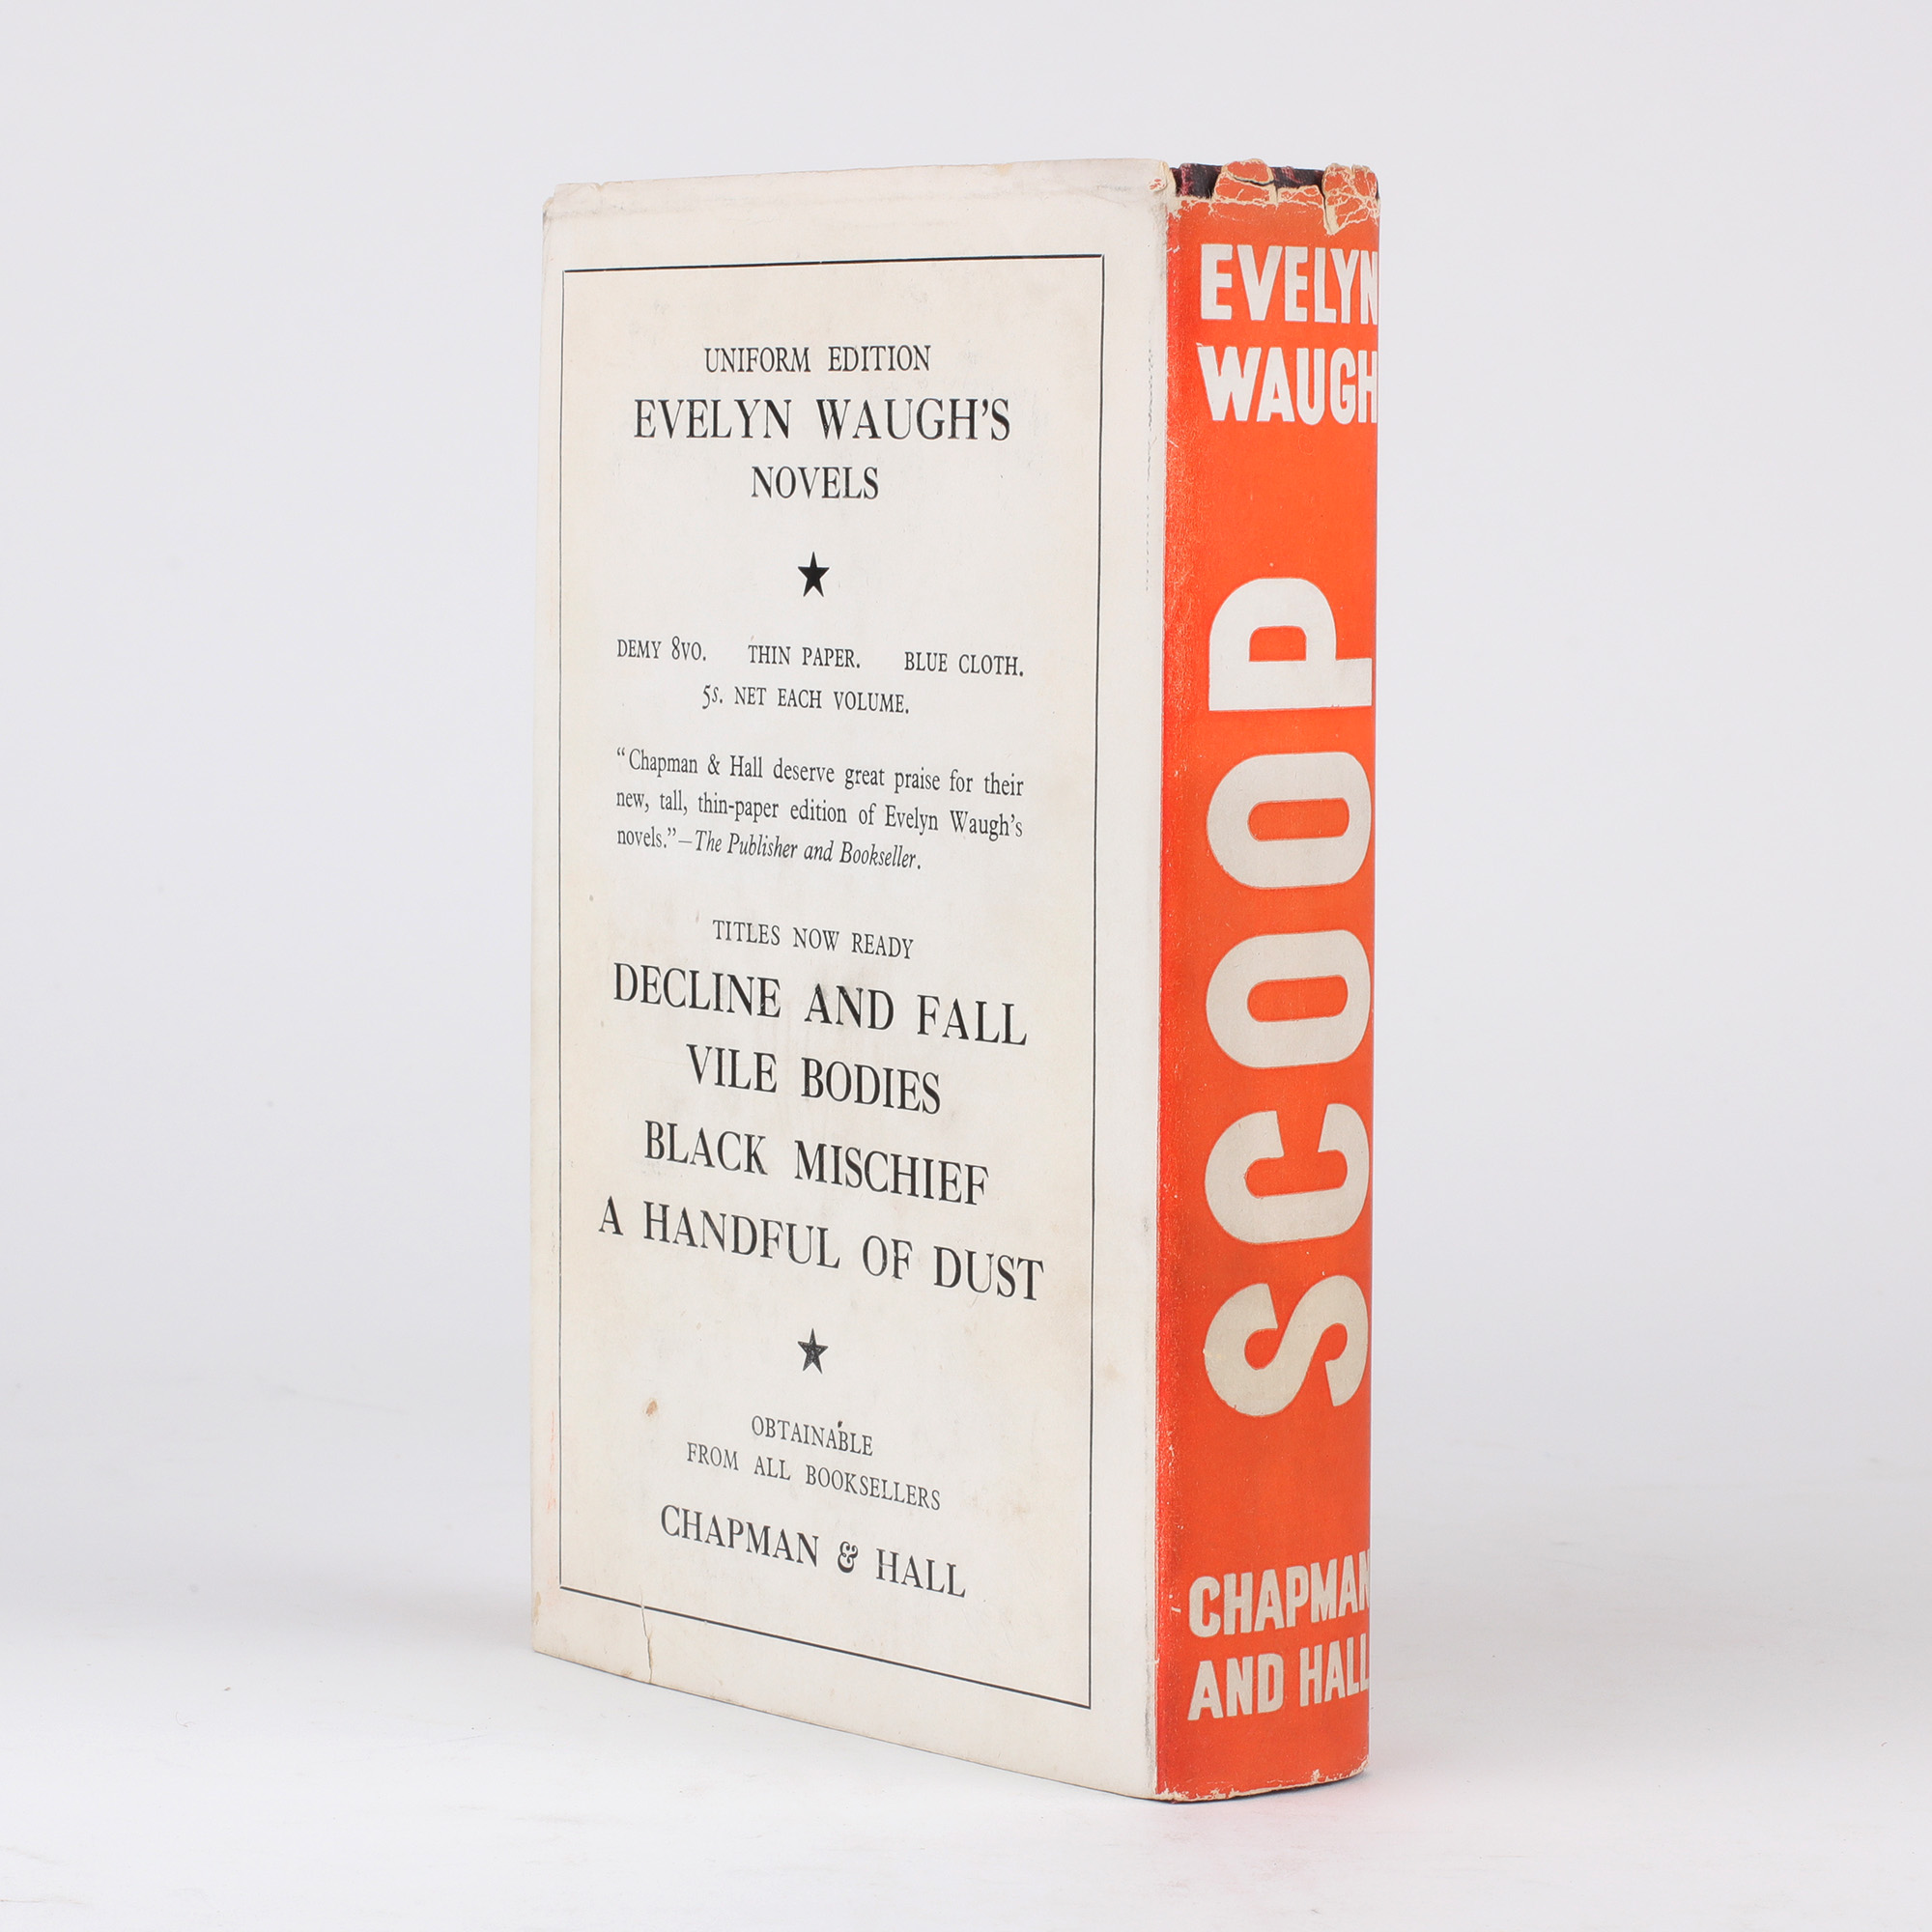 UNIFORM EDITION
EVELYN WAUGH'S
NOVELS
DEMY 8VO. THIN PAPER. BLUE CLOTH.
5s. NET EACH VOLUME.
“Chapman & Hall deserve great praise for their
new, tall, thin-paper edition of Evelyn Waugh's
novels.”—The Publisher and Bookseller.
TITLES NOW READY
DECLINE AND FALL
VILE BODIES
BLACK MISCHIEF
A HANDFUL OF DUST
OBTAINABLE
FROM ALL BOOKSELLERS
CHAPMAN & HALL
EVELYN
WAUGH
SCOOP
CHAPMAN
AND HALL